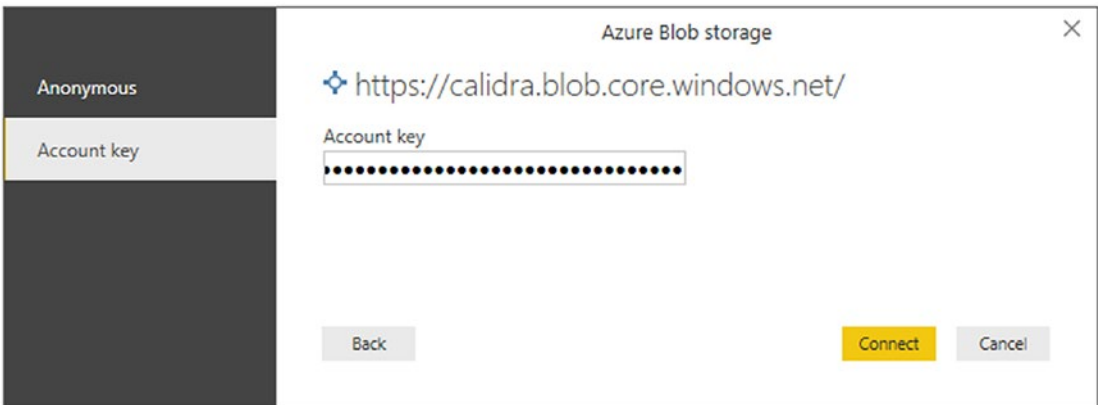 Azure Blob storage
Anonymous
Account key
https://calidra.blob.core.windows.net/
Account key
Back
Connect
Cancel